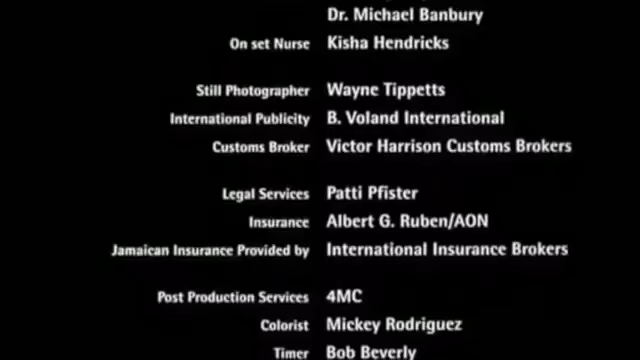 Dr. Michael Banbury
On set Nurse Kisha Hendricks
Still Photographer Wayne Tippetts
International Publicity B. Voland International
Customs Broker Victor Harrison Customs Brokers
Legal Services Patti Pfister
Insurance Albert G. Ruben/AON
Jamaican Insurance Provided by International Insurance Brokers
Post Production Services 4MC
Colorist Mickey Rodriguez
Timer Bob Beverly